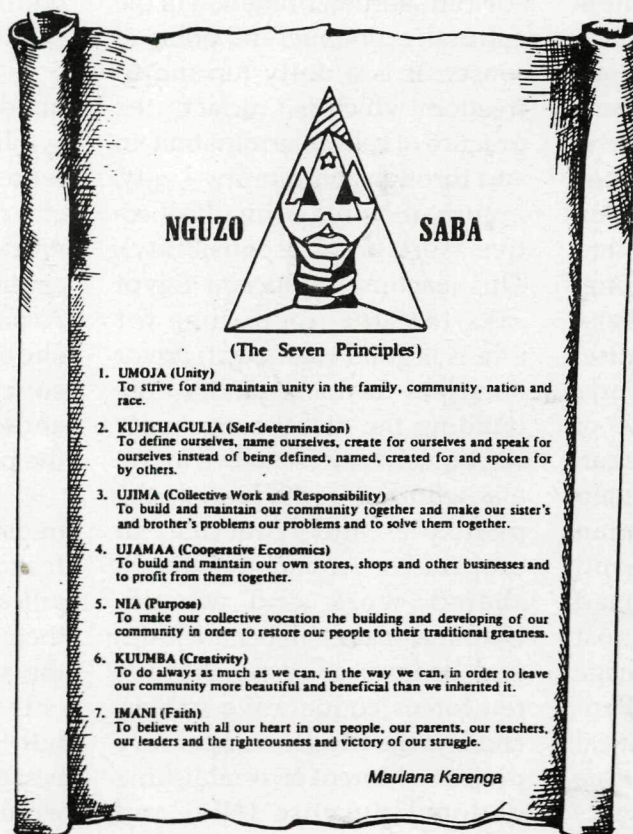 NGUZO SABA
(The Seven Principles)
1. UMOJA (Unity)
To strive for and maintain unity in the family, community, nation and
race.
2. KUJICHAGULIA (Self-determination)
To define ourselves, name ourselves, create for ourselves and speak for
ourselves instead of being defined, named, created for and spoken for
by others.
3. UJIMA (Collective Work and Responsibility)
To build and maintain our community together and make our sister's
and brother's problems our problems and to solve them together.
4. UJAMAA (Cooperative Economics)
To build and maintain our own stores, shops and other businesses and
to profit from them together.
5. NIA (Purpose)
To make our collective vocation the building and developing of our
community in order to restore our people to their traditional greatness.
6. KUUMBA (Creativity)
To do always as much as we can, in the way we can, in order to leave
our community more beautiful and beneficial than we inherited it.
7. IMANI (Faith)
To believe with all our heart in our people, our parents, our teachers,
our leaders and the righteousness and victory of our struggle.
Maulana Karenga